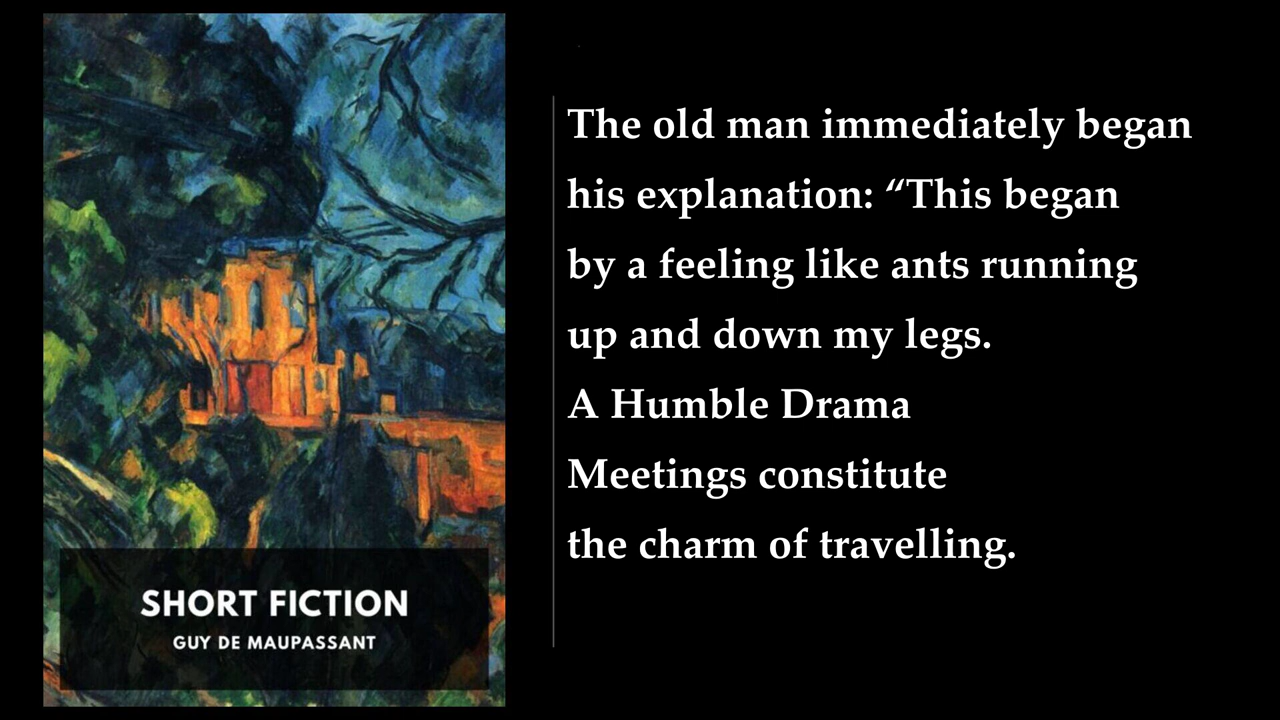 The old man immediately began
his explanation: “This began
by a feeling like ants running
up and down my legs.
A Humble Drama
Meetings constitute
the charm of travelling.
SHORT FICTION
GUY DE MAUPASSANT